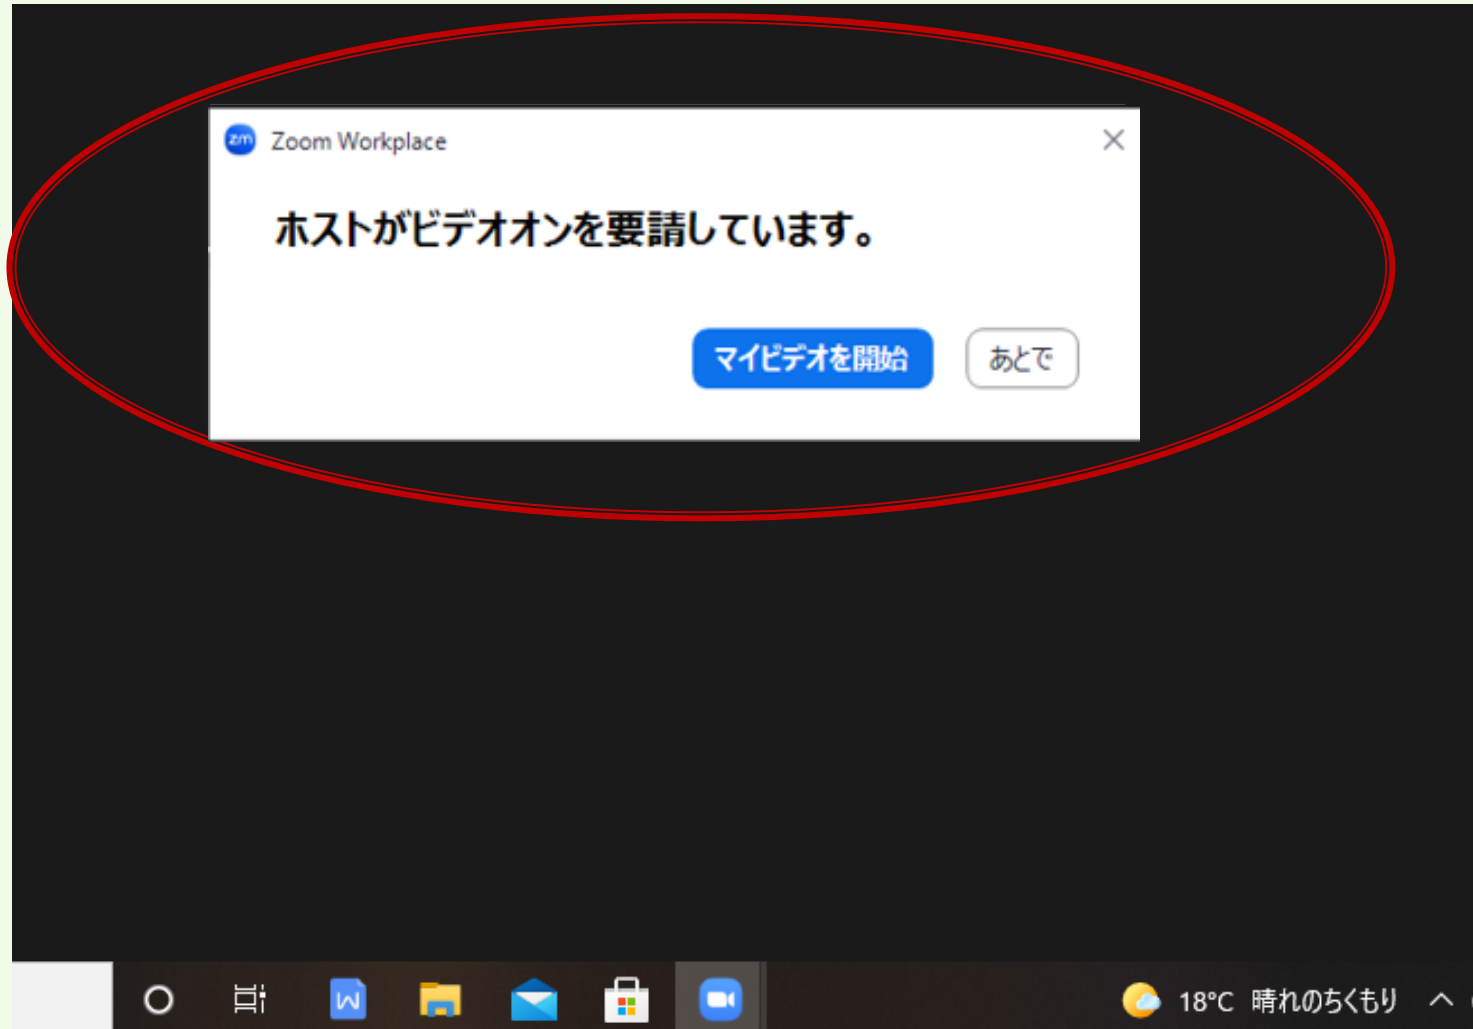 zm Zoom Workplace
ホストがビデオオンを要請しています。
マイビデオを開始 あとで
W 18°C 晴れのちくもり